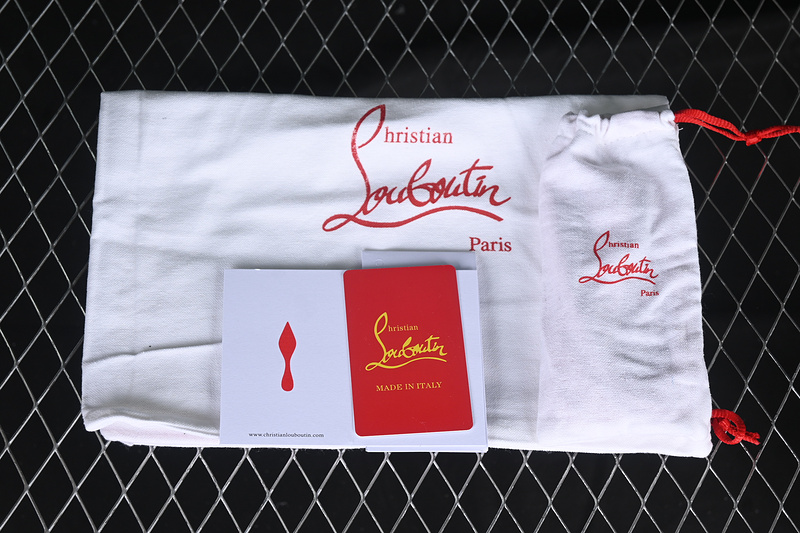 Christian
Louboutin
Paris
Christian
Louboutin
Paris
Christian
Louboutin
MADE IN ITALY
www.christianlouboutin.com